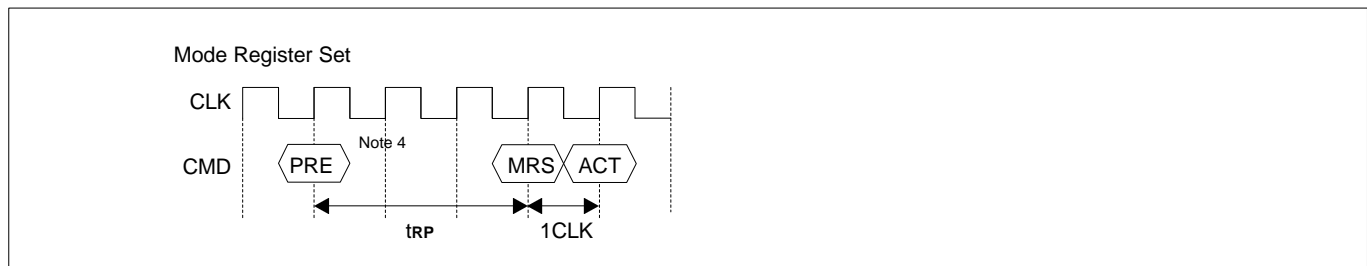 Mode Register Set
CLK
Note 4
CMD PRE MRS ACT
tRP 1CLK